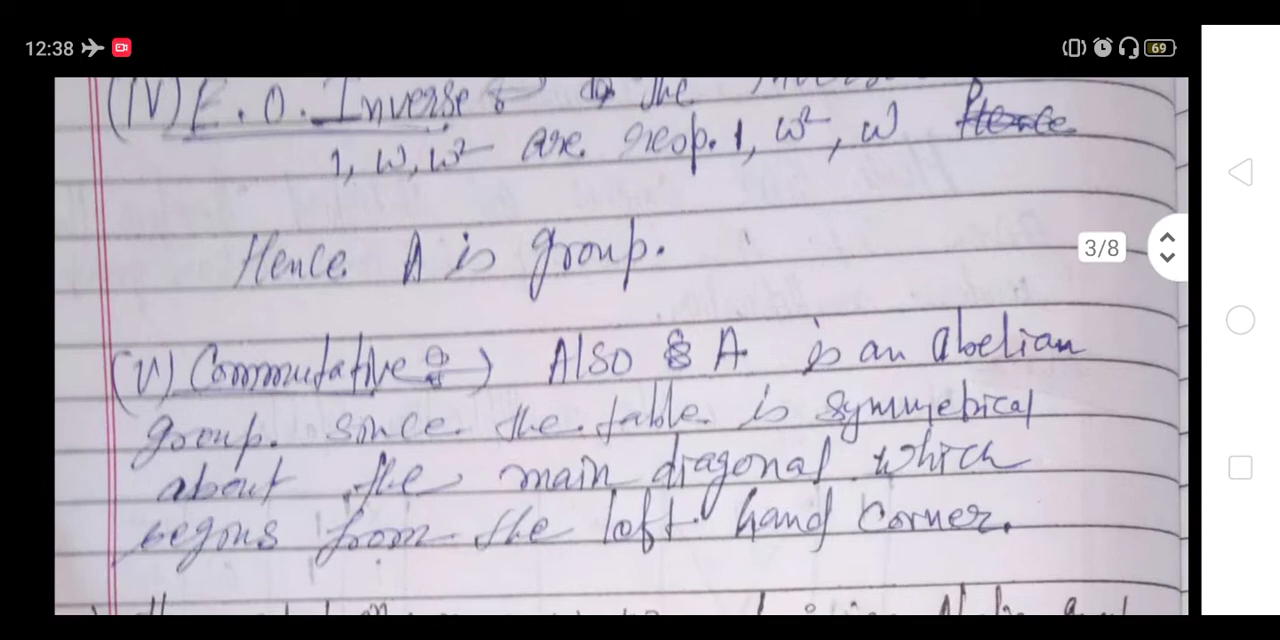 12:38
69
(IV) E. O. Inverse the
1, ω, ω² are resp. 1, ω², ω Hence
Hence A is group.
3/8
(V) Commutative Also A is an abelian
group. Since the table is symmetrical
about the main diagonal which
begins from the left hand corner.